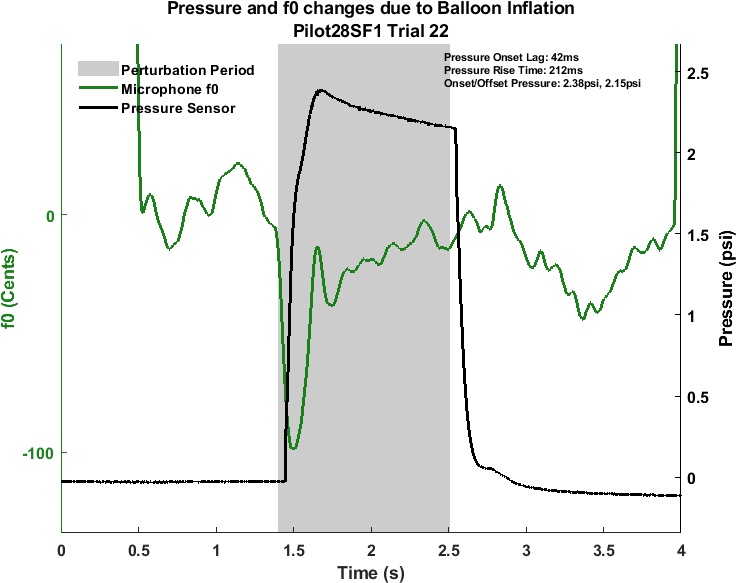 Pressure and f0 changes due to Balloon Inflation
Pilot28SF1 Trial 22
Perturbation Period
Microphone f0
Pressure Sensor
Pressure Onset Lag: 42ms
Pressure Rise Time: 212ms
Onset/Offset Pressure: 2.38psi, 2.15psi
0
-100
f0 (Cents)
2.5
2
1.5
1
0.5
0
Pressure (psi)
0 0.5 1 1.5 2 2.5 3 3.5 4
Time (s)